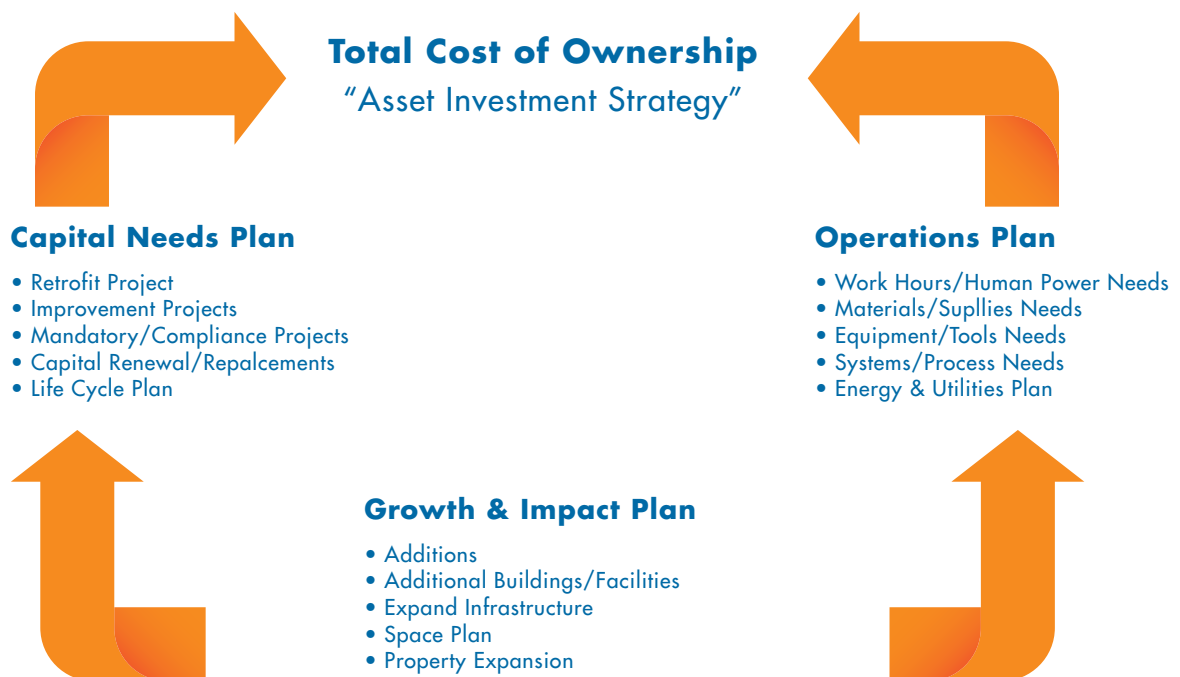 Total Cost of Ownership
“Asset Investment Strategy”
Capital Needs Plan
• Retrofit Project
• Improvement Projects
• Mandatory/Compliance Projects
• Capital Renewal/Repalcements
• Life Cycle Plan
Operations Plan
• Work Hours/Human Power Needs
• Materials/Supllies Needs
• Equipment/Tools Needs
• Systems/Process Needs
• Energy & Utilities Plan
Growth & Impact Plan
• Additions
• Additional Buildings/Facilities
• Expand Infrastructure
• Space Plan
• Property Expansion